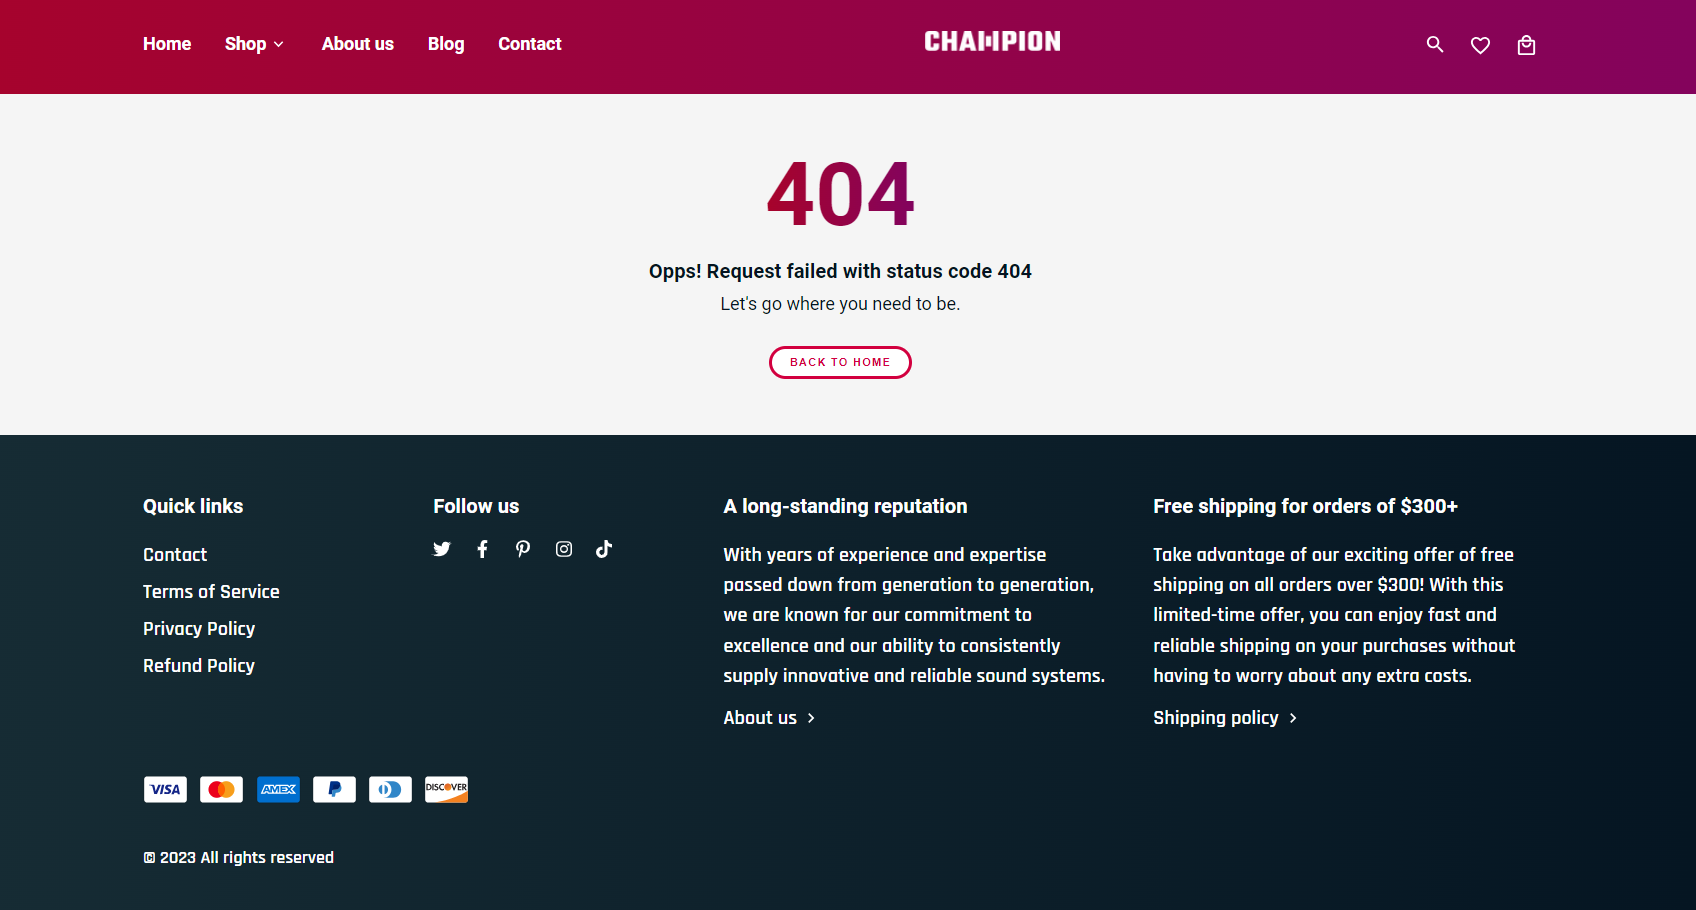 Home Shop About us Blog Contact
CHAMPION
404
Opps! Request failed with status code 404
Let's go where you need to be.
BACK TO HOME
Quick links
Contact
Terms of Service
Privacy Policy
Refund Policy
Follow us
A long-standing reputation
With years of experience and expertise
passed down from generation to generation,
we are known for our commitment to
excellence and our ability to consistently
supply innovative and reliable sound systems.
About us
Free shipping for orders of $300+
Take advantage of our exciting offer of free
shipping on all orders over $300! With this
limited-time offer, you can enjoy fast and
reliable shipping on your purchases without
having to worry about any extra costs.
Shipping policy
VISA AMEX DISCOVER
© 2023 All rights reserved